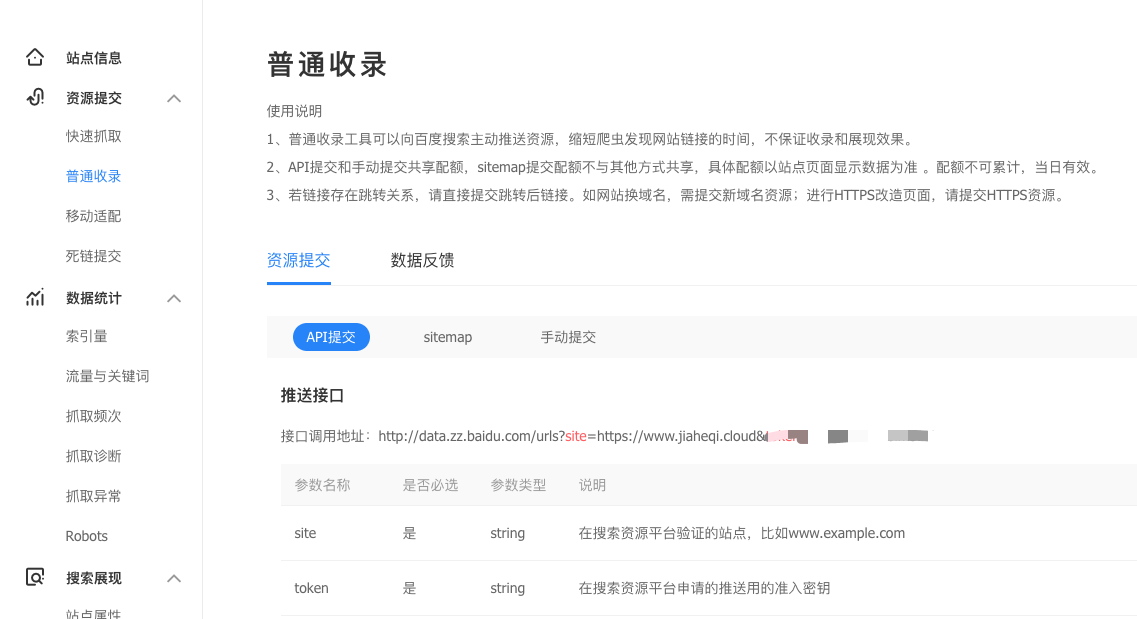 站点信息
资源提交
快速抓取
普通收录
移动适配
死链提交
数据统计
索引量
流量与关键词
抓取频次
抓取诊断
抓取异常
Robots
搜索展现
站点属性
普通收录
使用说明
1、普通收录工具可以向百度搜索主动推送资源，缩短爬虫发现网站链接的时间，不保证收录和展现效果。
2、API提交和手动提交共享配额，sitemap提交配额不与其他方式共享，具体配额以站点页面显示数据为准 。配额不可累计，当日有效。
3、若链接存在跳转关系，请直接提交跳转后链接。如网站换域名，需提交新域名资源；进行HTTPS改造页面，请提交HTTPS资源。
资源提交 数据反馈
API提交 sitemap 手动提交
推送接口
接口调用地址：http://data.zz.baidu.com/urls?site=https://www.jiaheqi.cloud&
参数名称 是否必选 参数类型 说明
site 是 string 在搜索资源平台验证的站点，比如www.example.com
token 是 string 在搜索资源平台申请的推送用的准入密钥